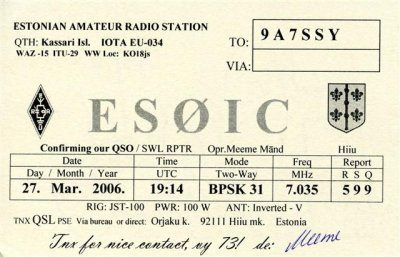 ESTONIAN AMATEUR RADIO STATION
QTH: Kassari Isl. IOTA EU-034
WAZ -15 ITU-29 WW Loc: KO18js
TO: 9A7SSY
VIA:
ESØIC
Confirming our QSO / SWL RPTR Opr.Meeme Mänd Hiiu
Date Time Mode Freq Report
Day / Month / Year UTC Two-Way MHz R S Q
27. Mar. 2006. 19:14 BPSK 31 7.035 5 9 9
RIG: JST-100 PWR: 100 W ANT: Inverted - V
TNX QSL PSE Via bureau or direct: Orjaku k. 92111 Hiiu mk. Estonia
Tnx for nice contact, vy 73! de: Meeme